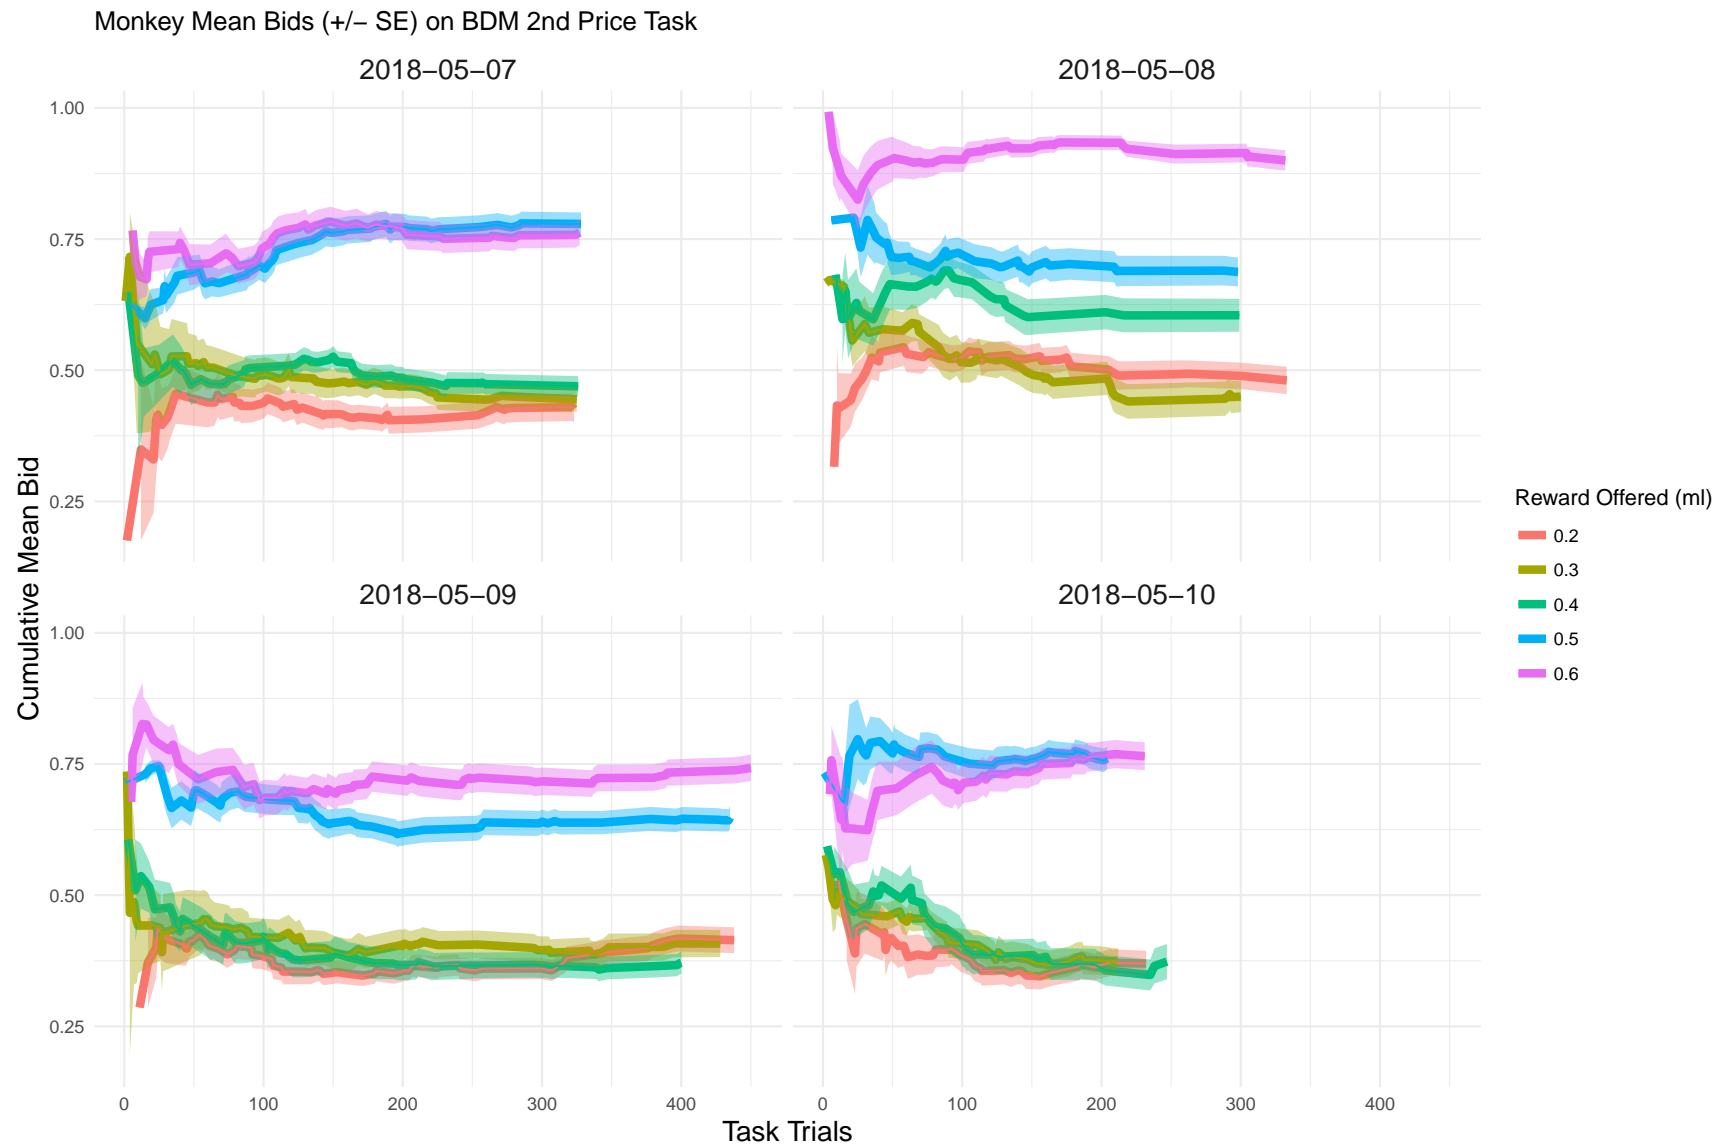 Monkey Mean Bids (+/− SE) on BDM 2nd Price Task
2018−05−07
2018−05−08
1.00
0.75
0.50
0.25
2018−05−09
2018−05−10
1.00
0.75
0.50
0.25
0 100 200 300 400
0 100 200 300 400
Task Trials
Cumulative Mean Bid
Reward Offered (ml)
0.2
0.3
0.4
0.5
0.6